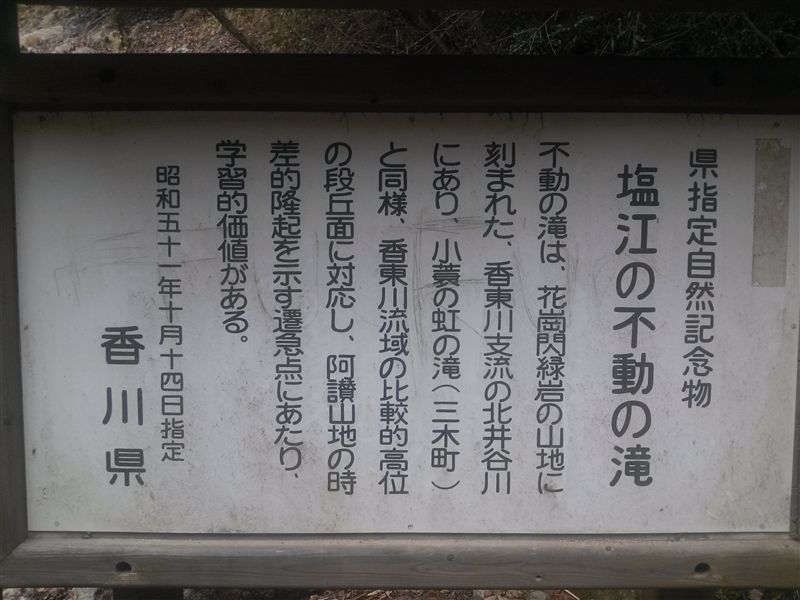 県指定自然記念物
塩江の不動の滝
不動の滝は、花崗閃緑岩の山地に
刻まれた、香東川支流の北井谷川
にあり、小蓑の虹の滝(三木町)
と同様、香東川流域の比較的高位
の段丘面に対応し、阿讃山地の時
差的隆起を示す遷急点にあたり、
学習的価値がある。
昭和五十一年十月十四日指定
香川県